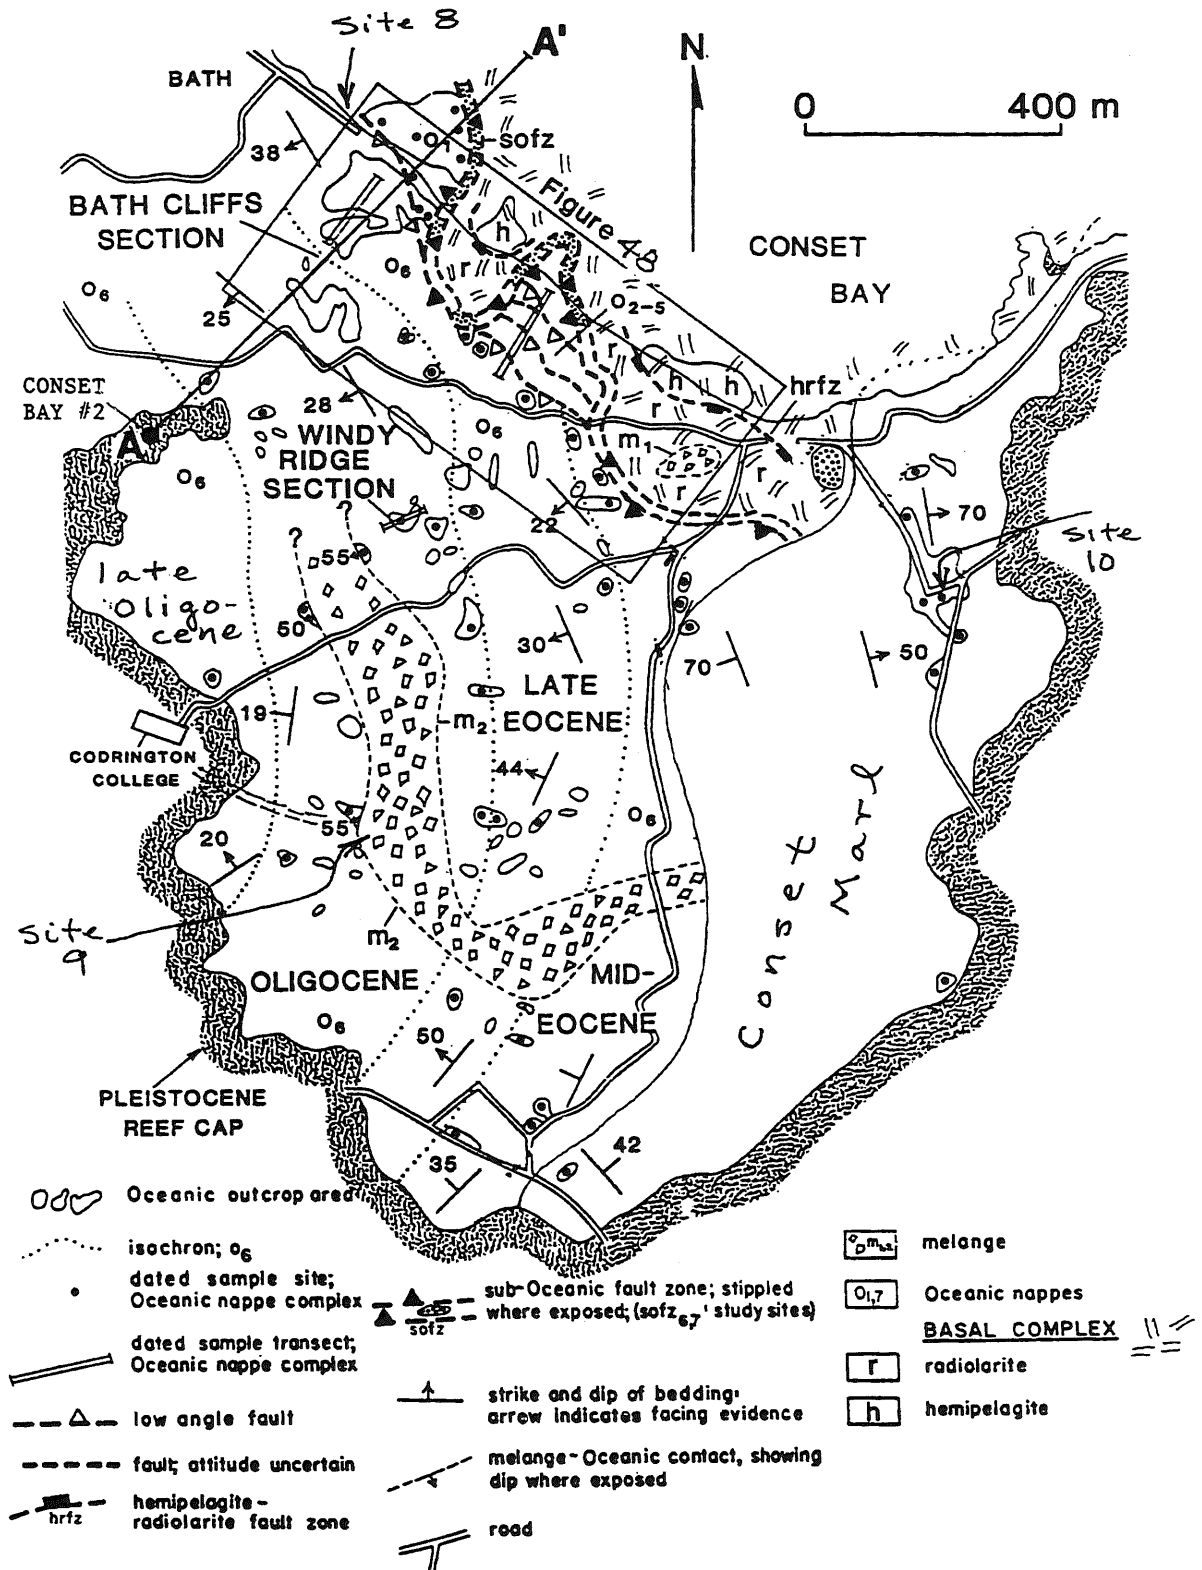 Site 8
A'
N
BATH
0 400 m
38
O1
sofz
BATH CLIFFS
SECTION
Figure 48
h
CONSET
BAY
O6
r
O6
25
O2-5
r
h h
hrfz
CONSET
BAY #2
28
A
WINDY
RIDGE
SECTION
O6
m1
r
r
r
O6
22
70
Site
10
? ?
55
late
oligo-
cene
50
30
70
50
LATE
EOCENE
19
m2
CODRINGTON
COLLEGE
44
O6
55
20
Conset
Marl
Site
9
m2
OLIGOCENE
MID-
EOCENE
O6
50
PLEISTOCENE
REEF CAP
42
35
Oceanic outcrop area
isochron; o6
dated sample site;
Oceanic nappe complex
dated sample transect;
Oceanic nappe complex
low angle fault
fault; attitude uncertain
hrfz
hemipelagite-
radiolarite fault zone
sofz
sub-Oceanic fault zone; stippled
where exposed; (sofz6,7' study sites)
strike and dip of bedding:
arrow indicates facing evidence
melange-Oceanic contact, showing
dip where exposed
road
melange
O1,7 Oceanic nappes
BASAL COMPLEX
r radiolarite
h hemipelagite